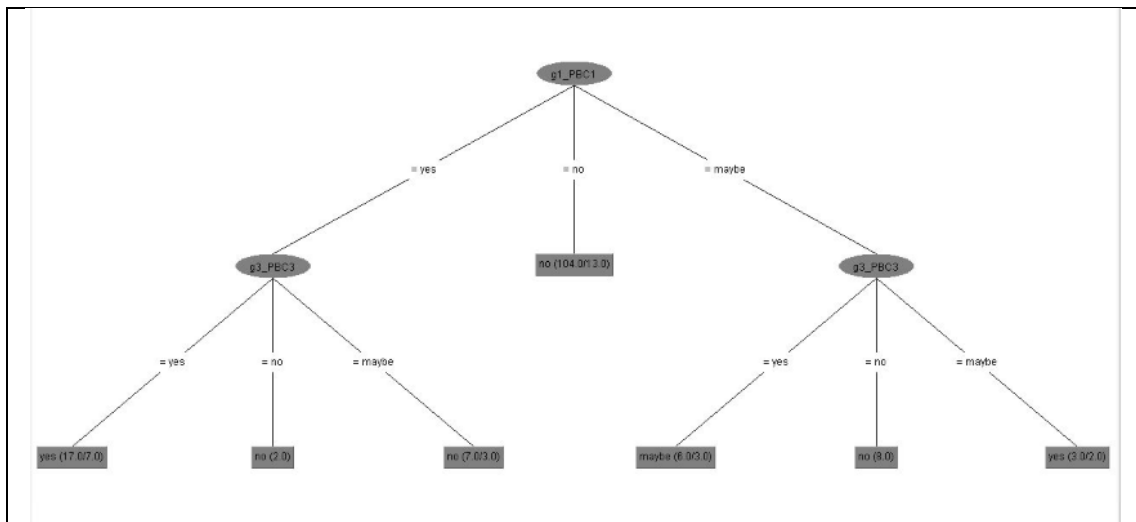 g1_PBC1
= yes
= no
= maybe
g3_PBC3
no (104.0/13.0)
g3_PBC3
= yes
= no
= maybe
= yes
= no
= maybe
yes (17.0/7.0)
no (2.0)
no (7.0/3.0)
maybe (6.0/3.0)
no (8.0)
yes (3.0/2.0)